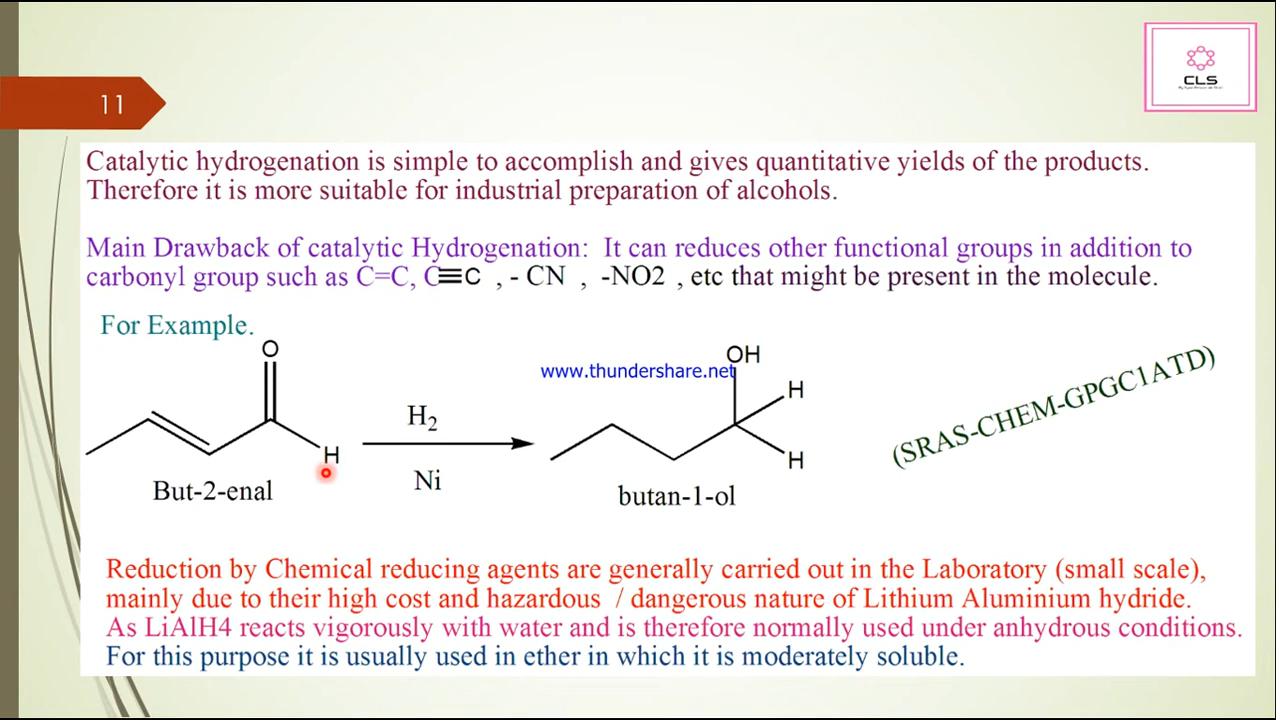 11
CLS
Catalytic hydrogenation is simple to accomplish and gives quantitative yields of the products.
Therefore it is more suitable for industrial preparation of alcohols.
Main Drawback of catalytic Hydrogenation: It can reduces other functional groups in addition to
carbonyl group such as C=C, C≡C , - CN , -NO2 , etc that might be present in the molecule.
For Example.
O
H
But-2-enal
H2
Ni
www.thundershare.net
OH
H
H
butan-1-ol
(SRAS-CHEM-GPGC1ATD)
Reduction by Chemical reducing agents are generally carried out in the Laboratory (small scale),
mainly due to their high cost and hazardous / dangerous nature of Lithium Aluminium hydride.
As LiAlH4 reacts vigorously with water and is therefore normally used under anhydrous conditions.
For this purpose it is usually used in ether in which it is moderately soluble.